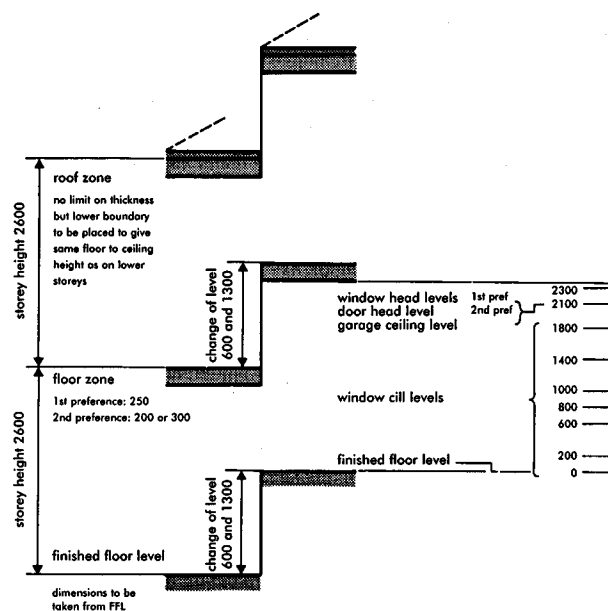 roof zone
no limit on thickness
but lower boundary
to be placed to give
same floor to ceiling
height as on lower
storeys
storey height 2600
change of level
600 and 1300
window head levels 1st pref
door head level 2nd pref
garage ceiling level
2300
2100
1800
1400
1000
800
600
200
0
floor zone
1st preference: 250
2nd preference: 200 or 300
window cill levels
storey height 2600
finished floor level
change of level
600 and 1300
finished floor level
dimensions to be
taken from FFL